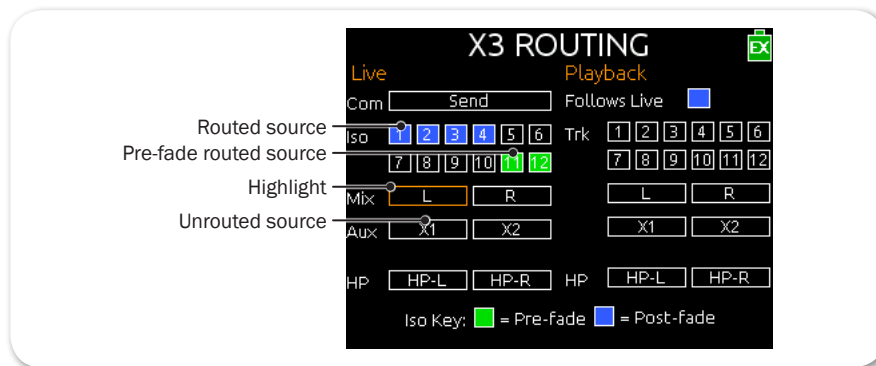 X3 ROUTING EX
Live Playback
Com Send Follows Live
Routed source
Iso 1 2 3 4 5 6 Trk 1 2 3 4 5 6
Pre-fade routed source
7 8 9 10 11 12 7 8 9 10 11 12
Highlight
Mix L R L R
Unrouted source
Aux X1 X2 X1 X2
HP HP-L HP-R HP HP-L HP-R
Iso Key: = Pre-fade = Post-fade